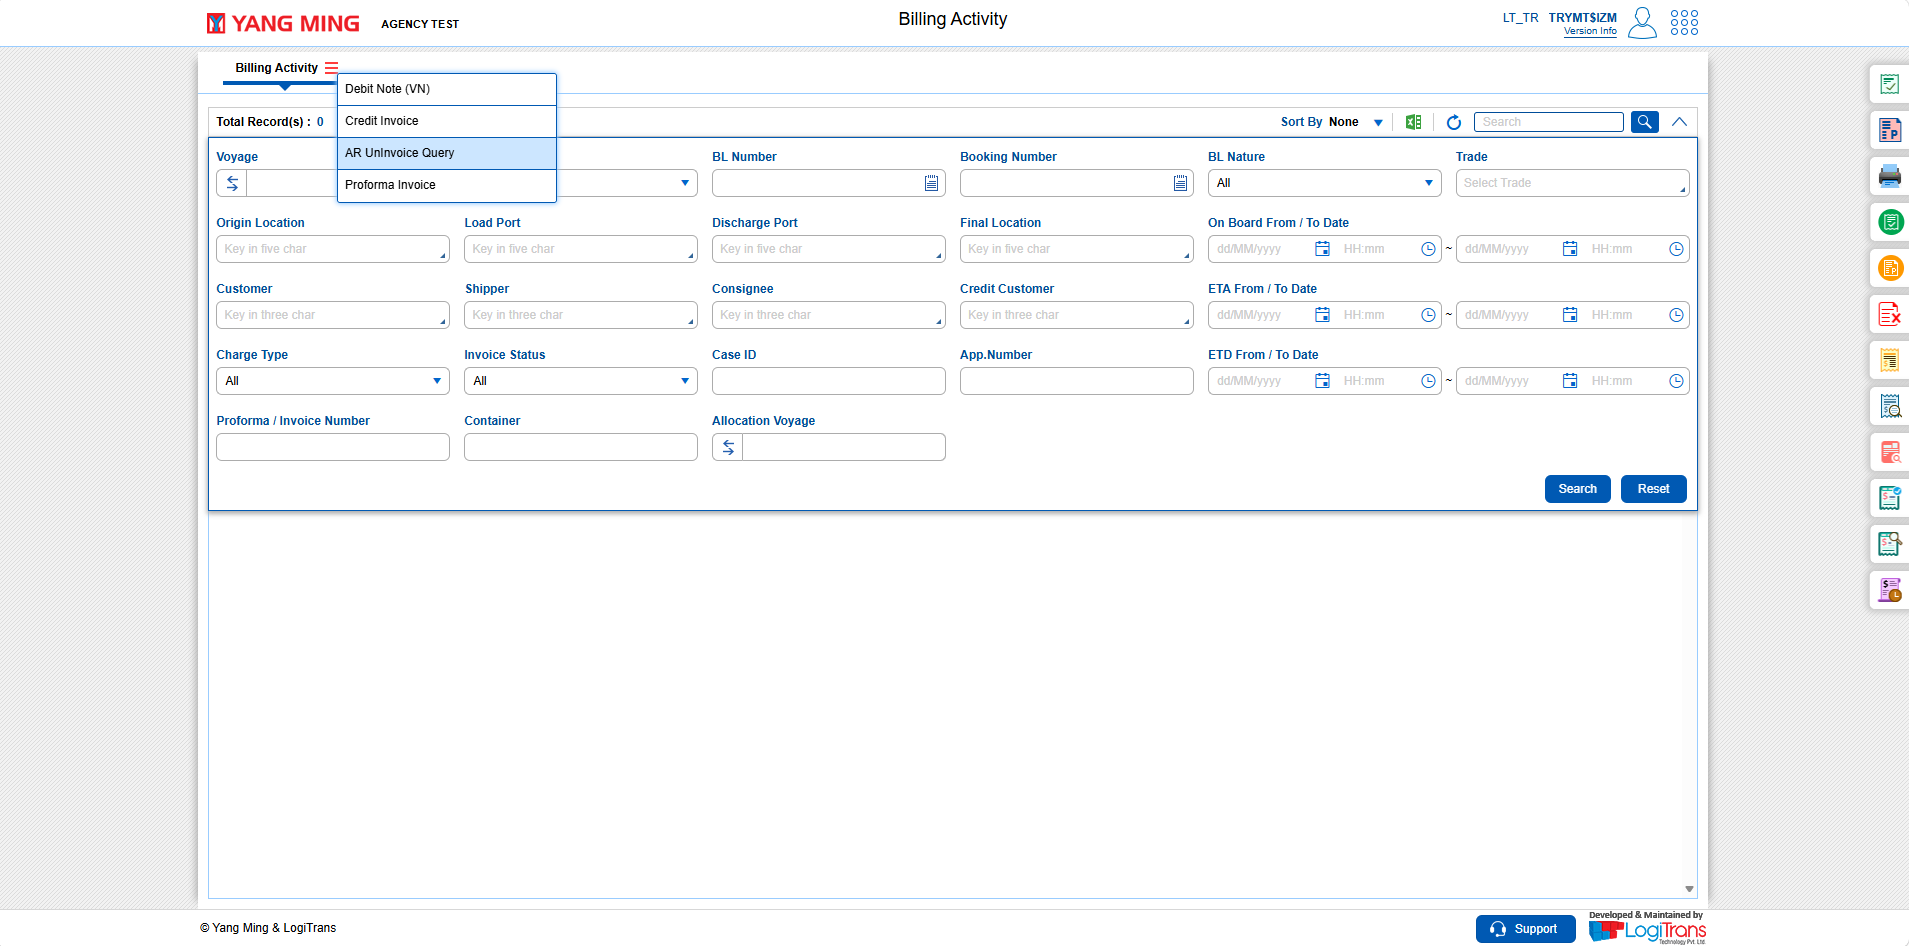 YANG MING AGENCY TEST
Billing Activity
LT_TR TRYMT$IZM
Version Info
Billing Activity
Debit Note (VN)
Credit Invoice
AR UnInvoice Query
Proforma Invoice
Total Record(s) : 0
Sort By None
Search
Voyage
BL Number
Booking Number
BL Nature
Trade
All
Select Trade
Origin Location
Load Port
Discharge Port
Final Location
On Board From / To Date
Key in five char
Key in five char
Key in five char
Key in five char
dd/MM/yyyy HH:mm ~ dd/MM/yyyy HH:mm
Customer
Shipper
Consignee
Credit Customer
ETA From / To Date
Key in three char
Key in three char
Key in three char
Key in three char
dd/MM/yyyy HH:mm ~ dd/MM/yyyy HH:mm
Charge Type
Invoice Status
Case ID
App.Number
ETD From / To Date
All
All
dd/MM/yyyy HH:mm ~ dd/MM/yyyy HH:mm
Proforma / Invoice Number
Container
Allocation Voyage
Search
Reset
© Yang Ming & LogiTrans
Support
Developed & Maintained by
LogiTrans
Technology Pvt. Ltd.